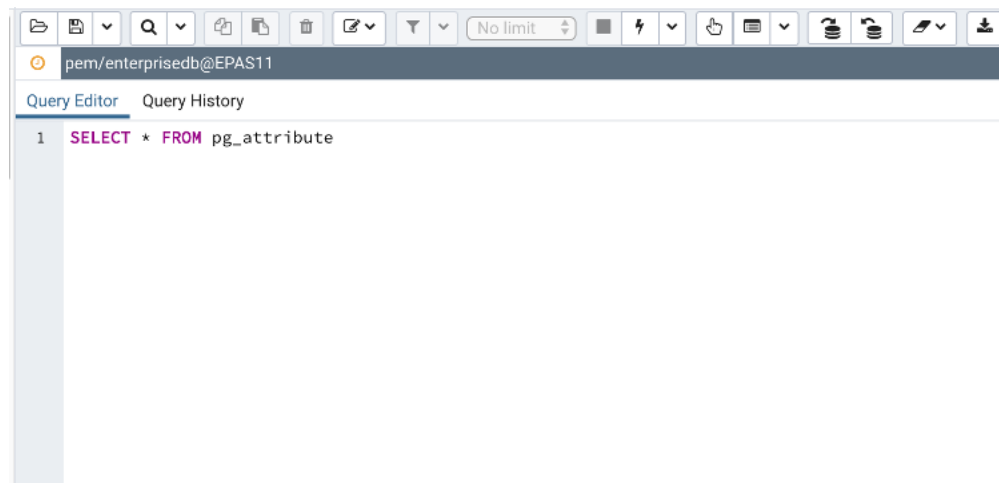 No limit
pem/enterprisedb@EPAS11
Query Editor Query History
1 SELECT * FROM pg_attribute